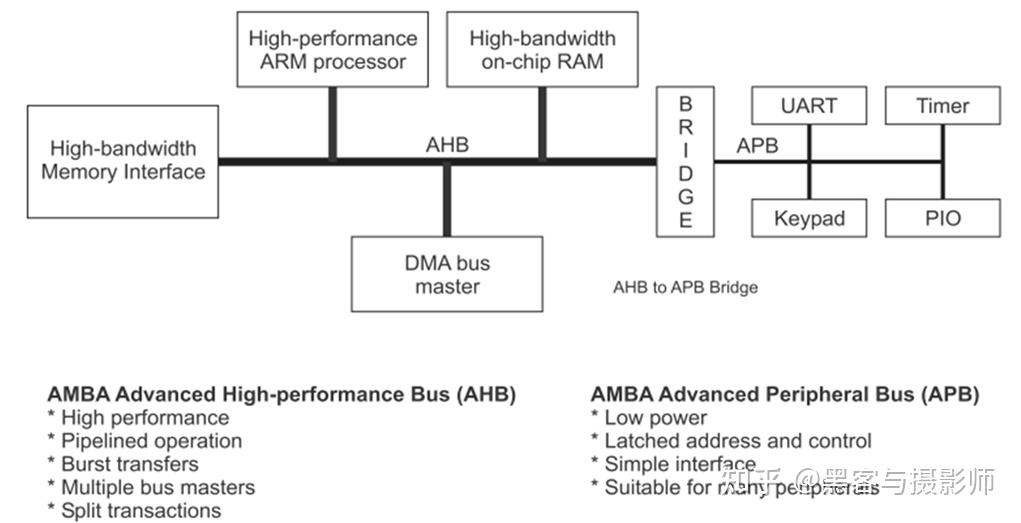 High-performance
ARM processor
High-bandwidth
on-chip RAM
High-bandwidth
Memory Interface
AHB
BRIDGE
APB
UART
Timer
Keypad
PIO
DMA bus
master
AHB to APB Bridge
AMBA Advanced High-performance Bus (AHB)
* High performance
* Pipelined operation
* Burst transfers
* Multiple bus masters
* Split transactions
AMBA Advanced Peripheral Bus (APB)
* Low power
* Latched address and control
* Simple interface
* Suitable for many peripherals
知乎 @黑客与摄影师